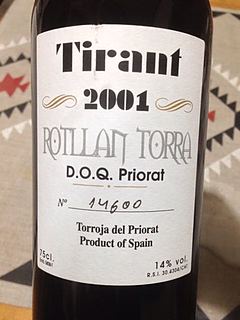 Tirant
2001
ROTLLAN TORRA
D.O.Q. Priorat
Nº 14600
Torroja del Priorat
Product of Spain
75cl.
14% vol.